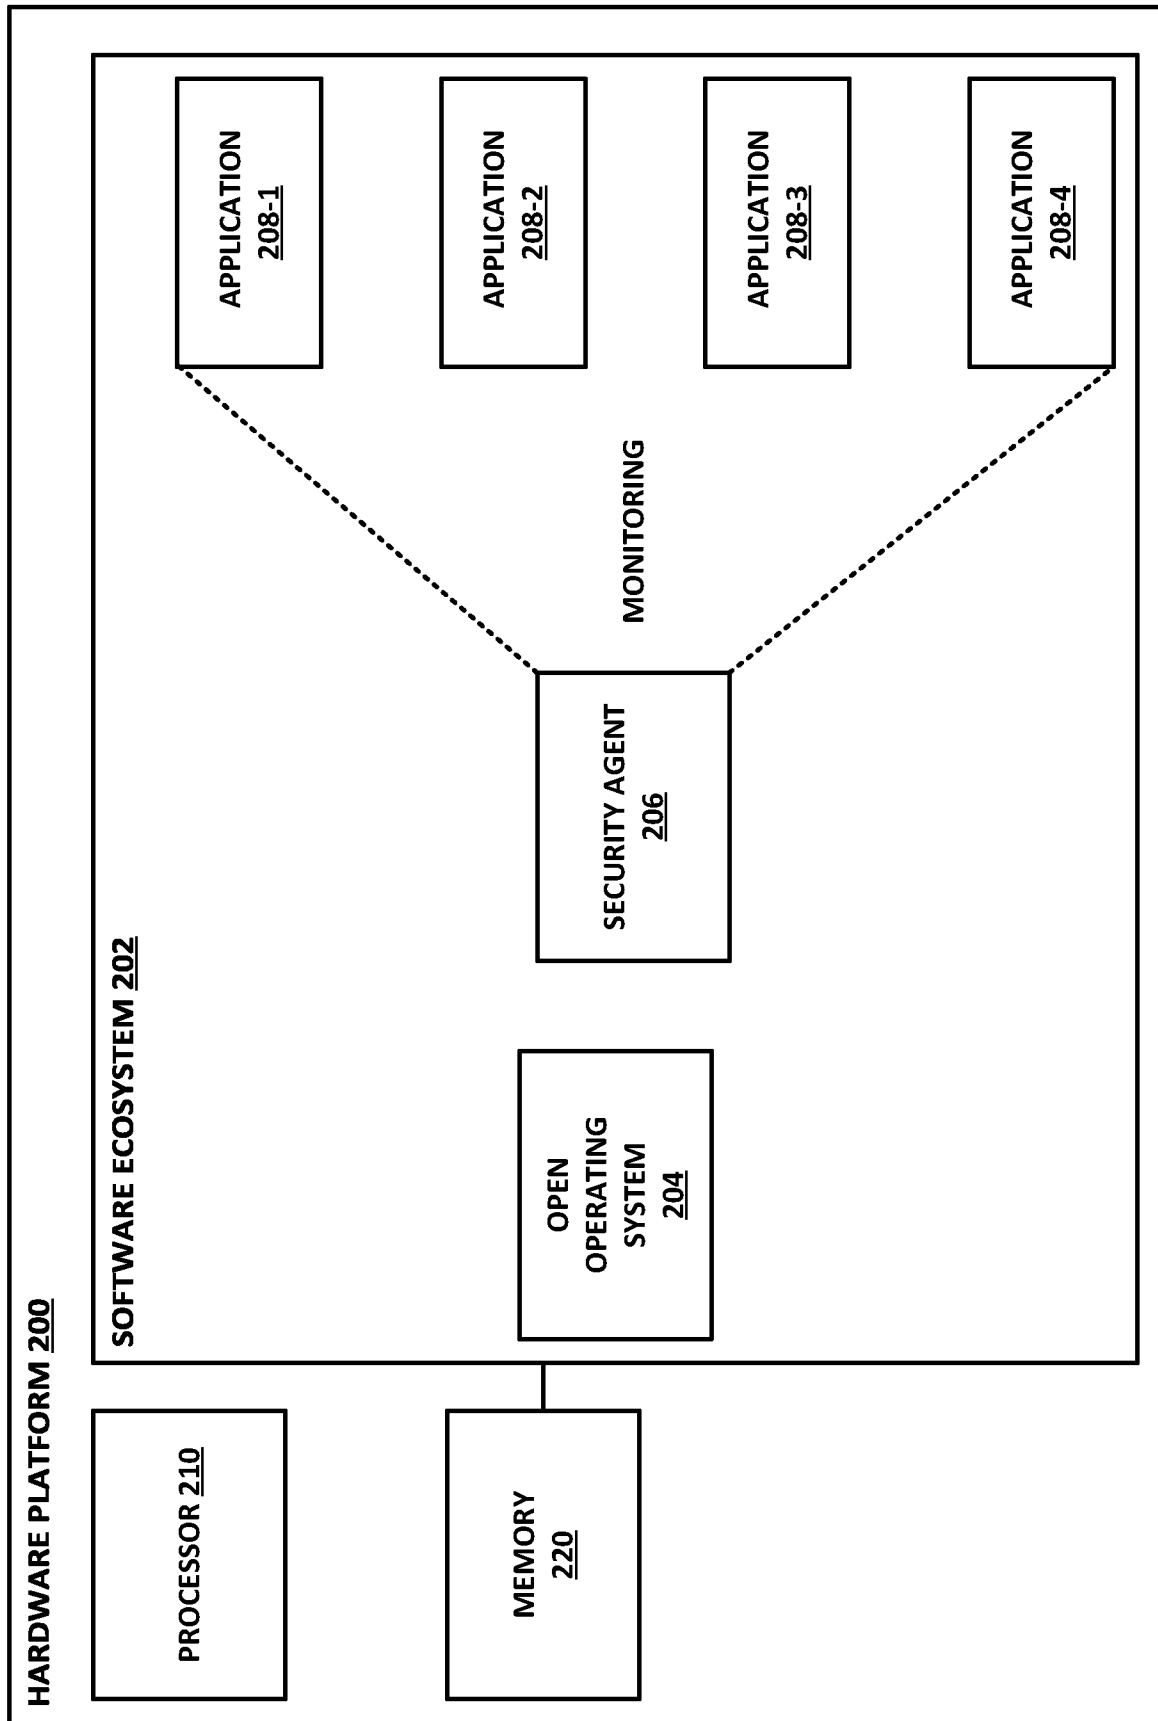 HARDWARE PLATFORM 200
PROCESSOR 210
MEMORY
220
SOFTWARE ECOSYSTEM 202
OPEN
OPERATING
SYSTEM
204
SECURITY AGENT
206
MONITORING
APPLICATION
208-1
APPLICATION
208-2
APPLICATION
208-3
APPLICATION
208-4